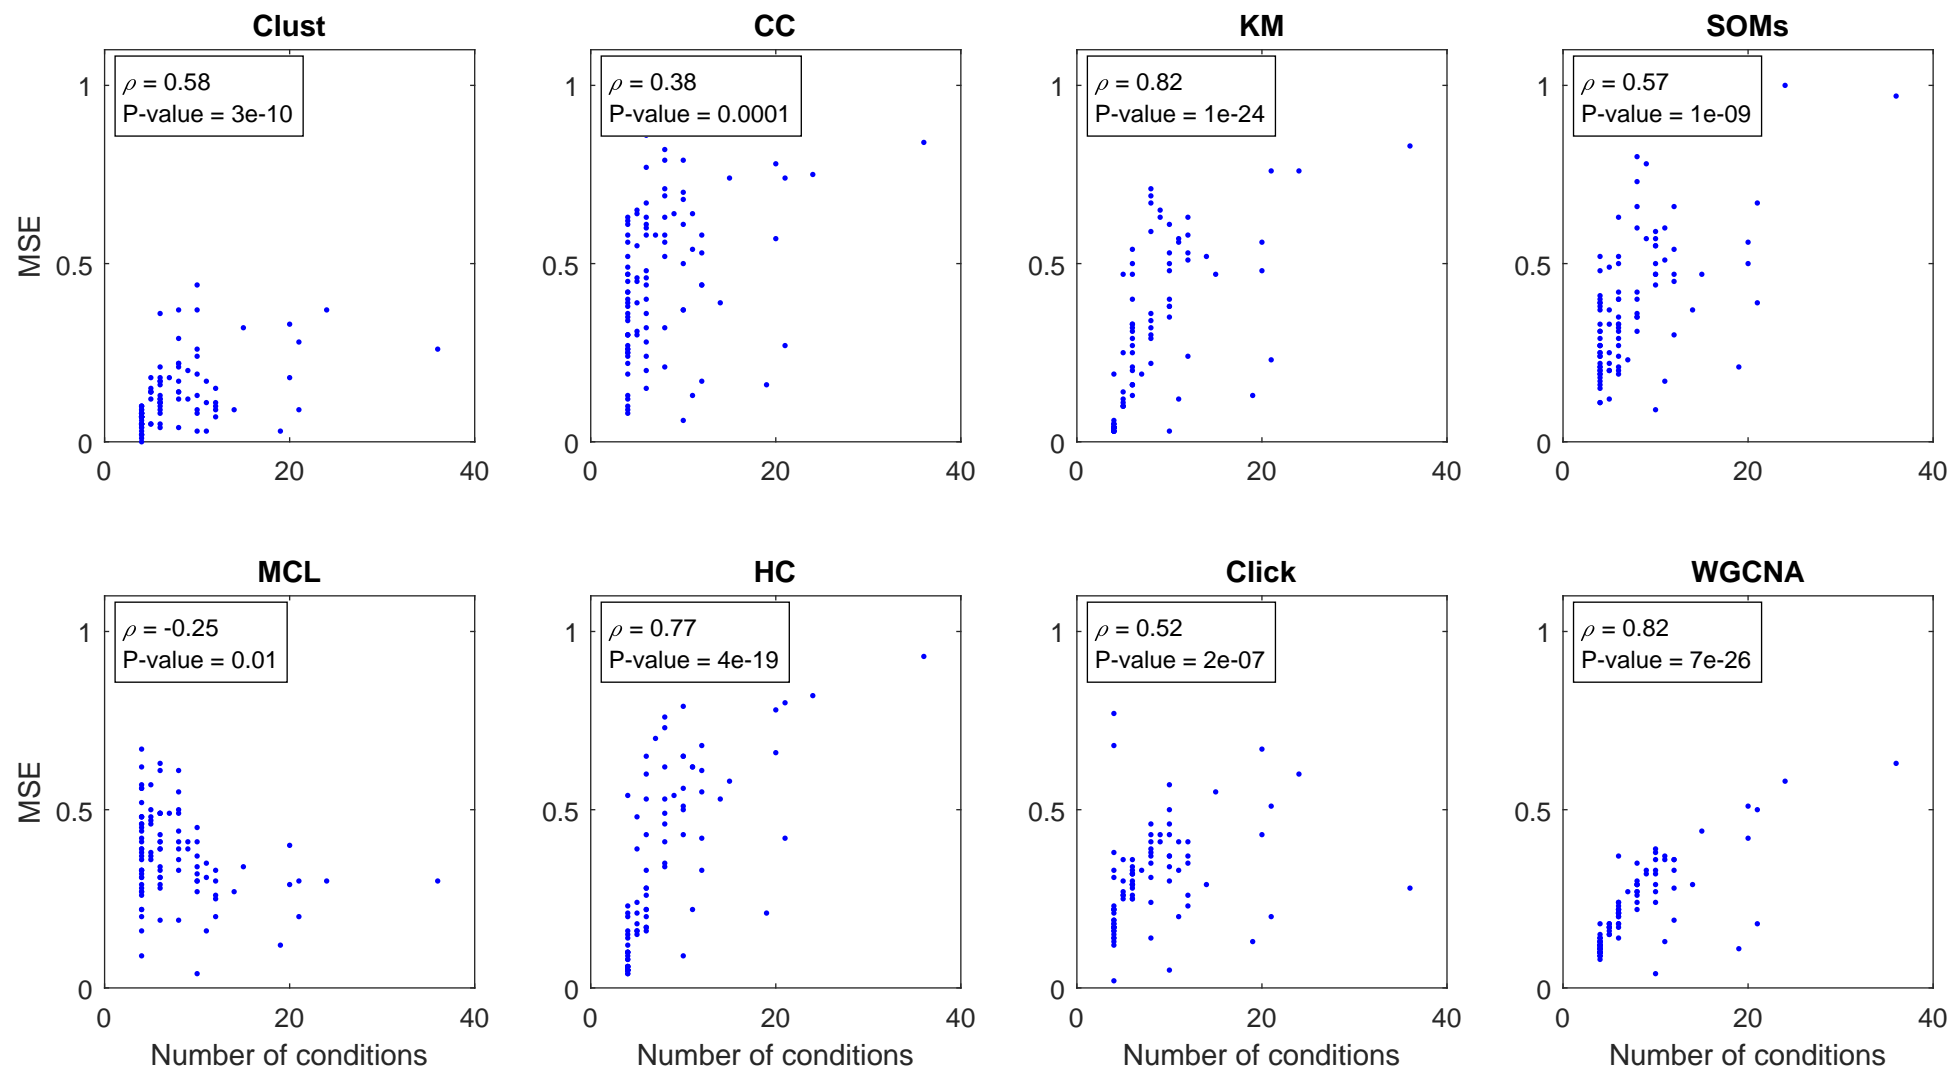 Clust
CC
KM
SOMs
ρ = 0.58
P-value = 3e-10
ρ = 0.38
P-value = 0.0001
ρ = 0.82
P-value = 1e-24
ρ = 0.57
P-value = 1e-09
MSE
1
0.5
0
0 20 40
1
0.5
0
0 20 40
1
0.5
0
0 20 40
1
0.5
0
0 20 40
MCL
HC
Click
WGCNA
ρ = -0.25
P-value = 0.01
ρ = 0.77
P-value = 4e-19
ρ = 0.52
P-value = 2e-07
ρ = 0.82
P-value = 7e-26
MSE
1
0.5
0
0 20 40
Number of conditions
1
0.5
0
0 20 40
Number of conditions
1
0.5
0
0 20 40
Number of conditions
1
0.5
0
0 20 40
Number of conditions